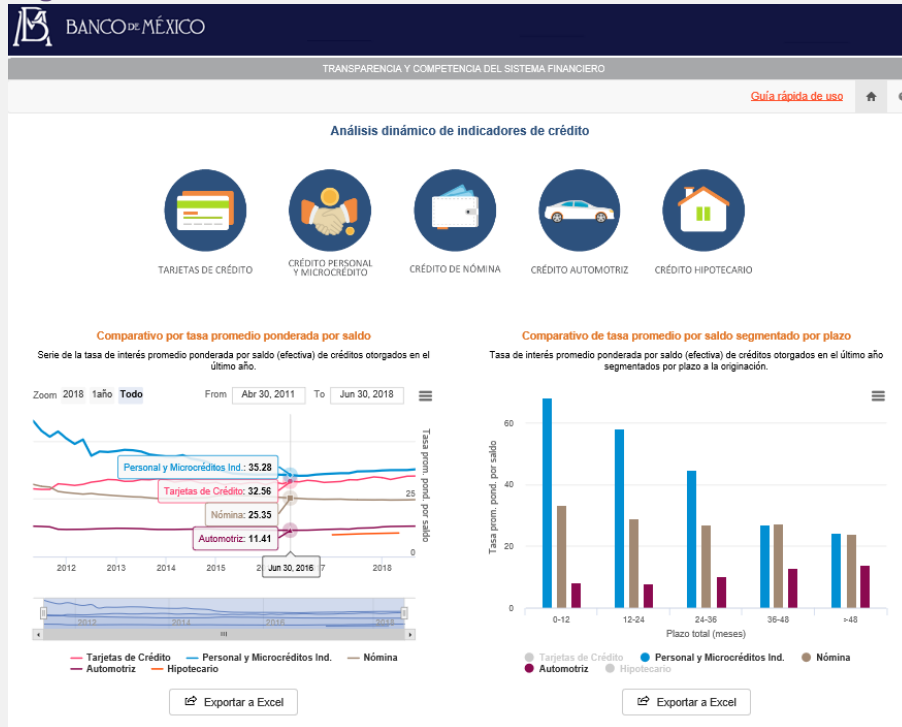 BANCO DE MÉXICO
TRANSPARENCIA Y COMPETENCIA DEL SISTEMA FINANCIERO
Guía rápida de uso
Análisis dinámico de indicadores de crédito
TARJETAS DE CRÉDITO
CRÉDITO PERSONAL
Y MICROCRÉDITO
CRÉDITO DE NÓMINA
CRÉDITO AUTOMOTRIZ
CRÉDITO HIPOTECARIO
Comparativo por tasa promedio ponderada por saldo
Serie de la tasa de interés promedio ponderada por saldo (efectiva) de créditos otorgados en el
último año.
Zoom 2018 1año Todo From Abr 30, 2011 To Jun 30, 2018
Tasa prom. pond. por saldo
Personal y Microcréditos Ind.: 35.28
Tarjetas de Crédito: 32.56
25
Nómina: 25.35
Automotriz: 11.41
0
2012 2013 2014 2015 2 Jun 30, 2016 7 2018
2012 2014 2016 2018
Tarjetas de Crédito Personal y Microcréditos Ind. Nómina
Automotriz Hipotecario
Exportar a Excel
Comparativo de tasa promedio por saldo segmentado por plazo
Tasa de interés promedio ponderada por saldo (efectiva) de créditos otorgados en el último año
segmentados por plazo a la originación.
Tasa prom. pond. por saldo
60
40
20
0
0-12 12-24 24-36 36-48 >48
Plazo total (meses)
Tarjetas de Crédito Personal y Microcréditos Ind. Nómina
Automotriz Hipotecario
Exportar a Excel